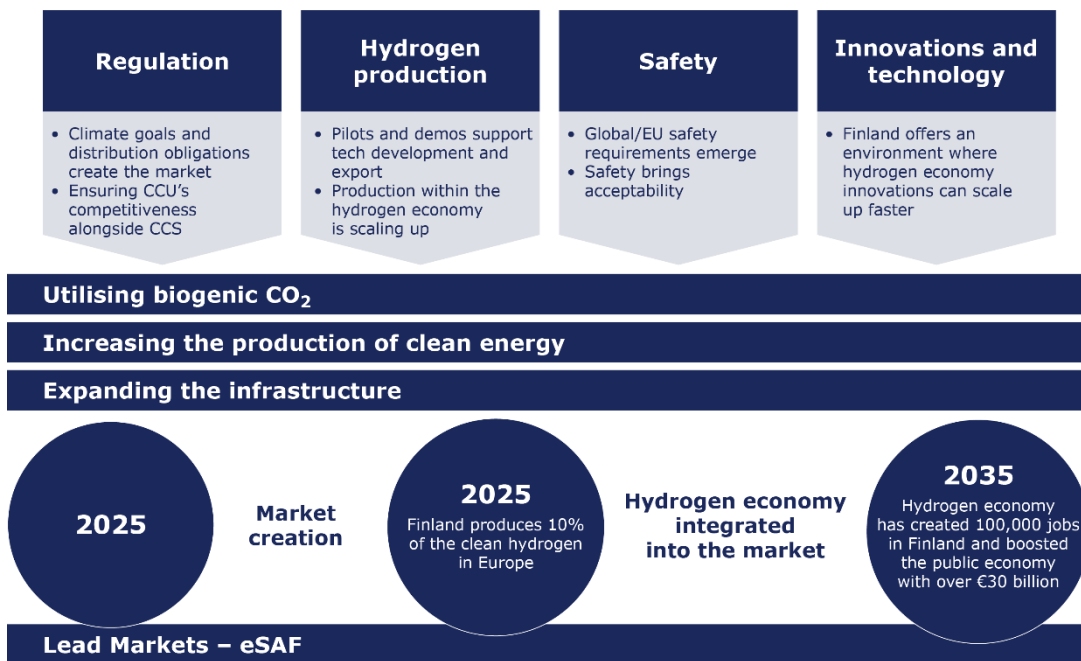 Regulation
• Climate goals and
distribution obligations
create the market
• Ensuring CCU's
competitiveness
alongside CCS
Hydrogen
production
• Pilots and demos support
tech development and
export
• Production within the
hydrogen economy
is scaling up
Safety
• Global/EU safety
requirements emerge
• Safety brings
acceptability
Innovations and
technology
• Finland offers an
environment where
hydrogen economy
innovations can scale
up faster
Utilising biogenic CO₂
Increasing the production of clean energy
Expanding the infrastructure
2025
Market
creation
2025
Finland produces 10%
of the clean hydrogen
in Europe
Hydrogen economy
integrated
into the market
2035
Hydrogen economy
has created 100,000 jobs
in Finland and boosted
the public economy
with over €30 billion
Lead Markets – eSAF